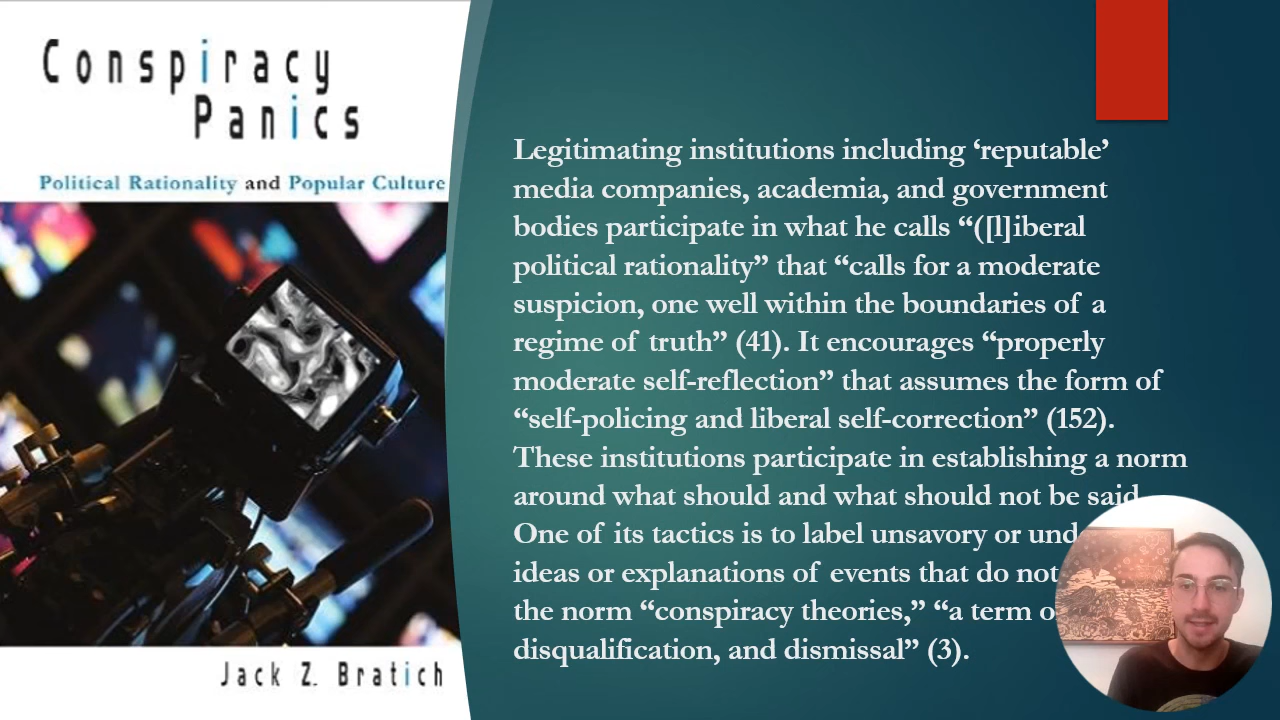 Conspiracy
Panics
Political Rationality and Popular Culture
Jack Z. Bratich
Legitimating institutions including ‘reputable’
media companies, academia, and government
bodies participate in what he calls “([l]iberal
political rationality” that “calls for a moderate
suspicion, one well within the boundaries of a
regime of truth” (41). It encourages “properly
moderate self-reflection” that assumes the form of
“self-policing and liberal self-correction” (152).
These institutions participate in establishing a norm
around what should and what should not be said
One of its tactics is to label unsavory or
ideas or explanations of events that do not
the norm “conspiracy theories,” “a term
disqualification, and dismissal” (3).